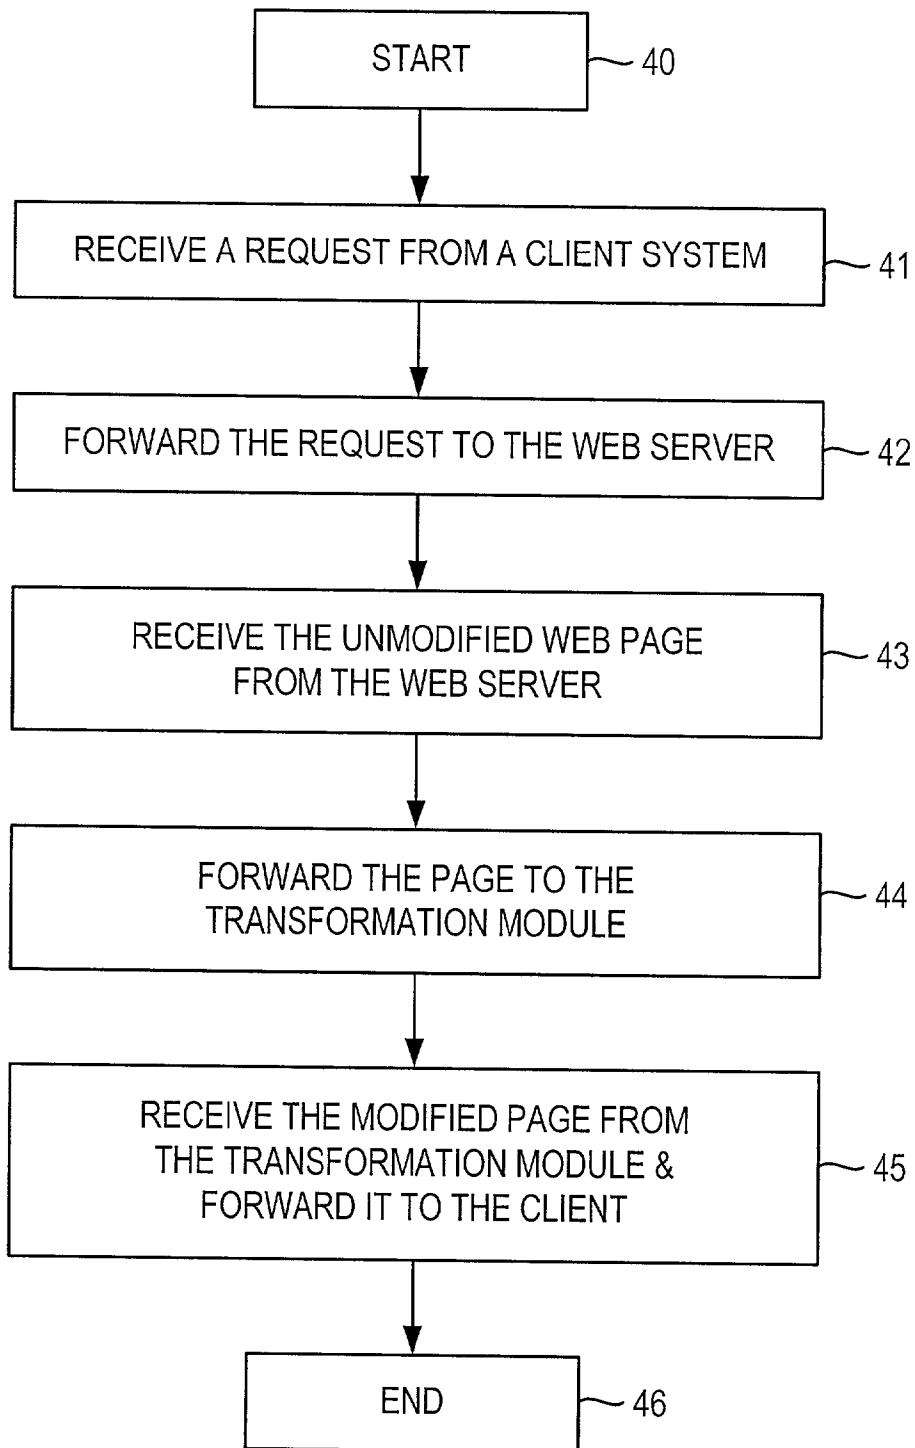 START
40
RECEIVE A REQUEST FROM A CLIENT SYSTEM
41
FORWARD THE REQUEST TO THE WEB SERVER
42
RECEIVE THE UNMODIFIED WEB PAGE
FROM THE WEB SERVER
43
FORWARD THE PAGE TO THE
TRANSFORMATION MODULE
44
RECEIVE THE MODIFIED PAGE FROM
THE TRANSFORMATION MODULE &
FORWARD IT TO THE CLIENT
45
END
46